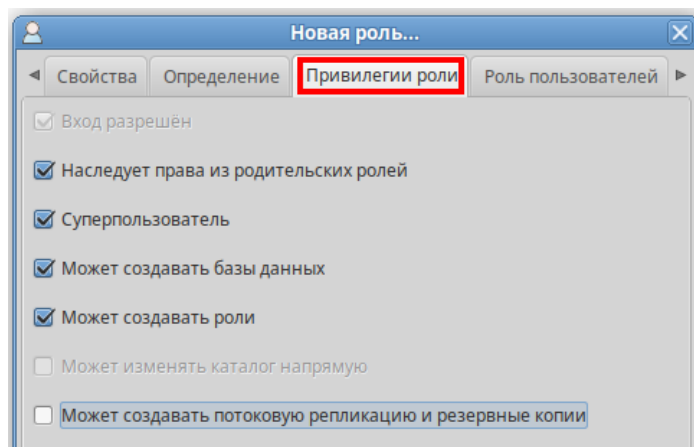 Новая роль...
Свойства Определение Привилегии роли Роль пользователей
Вход разрешён
Наследует права из родительских ролей
Суперпользователь
Может создавать базы данных
Может создавать роли
Может изменять каталог напрямую
Может создавать потоковую репликацию и резервные копии